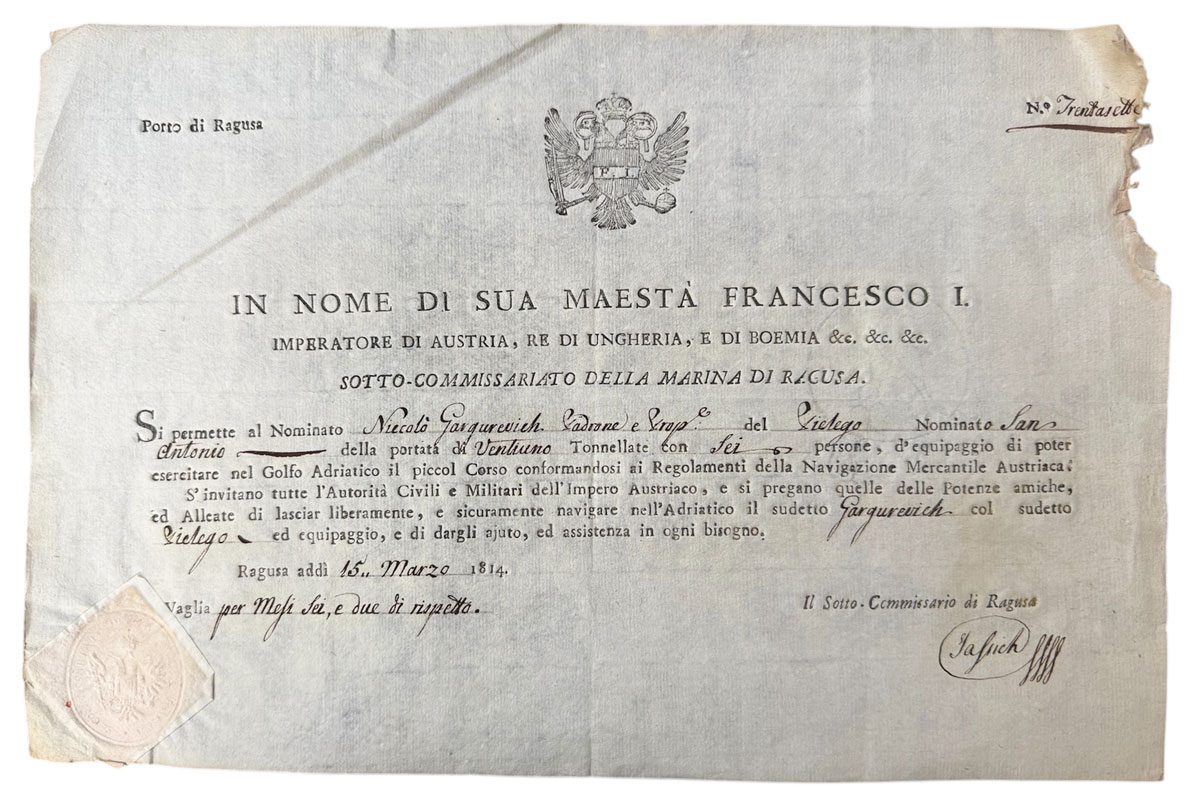 Porto di Ragusa
N.º Trentasette
F. I.
IN NOME DI SUA MAESTÀ FRANCESCO I.
IMPERATORE DI AUSTRIA, RE DI UNGHERIA, E DI BOEMIA &c. &c. &c.
SOTTO-COMMISSARIATO DELLA MARINA DI RAGUSA.
Si permette al Nominato Niccolò Gargurevich Padrone e Prop.e del Pielego Nominato San
Antonio della portata di Ventiuno Tonnellate con Sei persone, d'equipaggio di poter
esercitare nel Golfo Adriatico il piccol Corso conformandosi ai Regolamenti della Navigazione Mercantile Austriaca.
S'invitano tutte l'Autorità Civili e Militari dell'Impero Austriaco, e si pregano quelle delle Potenze amiche,
ed Alleate di lasciar liberamente, e sicuramente navigare nell'Adriatico il sudetto Gargurevich col sudetto
Pielego ed equipaggio, e di dargli ajuto, ed assistenza in ogni bisogno.
Ragusa addì 15.. Marzo 1814.
Vaglia per Mesi Sei, e due di rispetto.
Il Sotto-Commissario di Ragusa